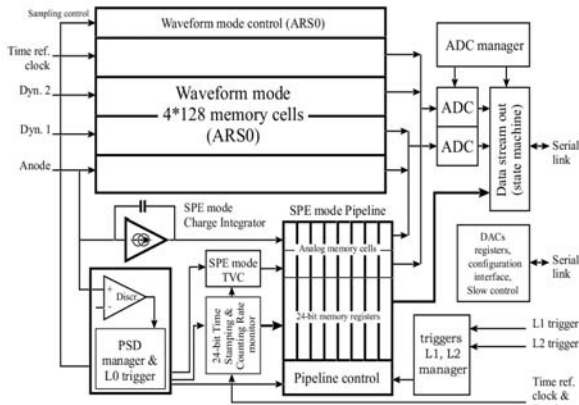 Sampling control
Waveform mode control (ARS0)
Time ref.
clock
Dyn. 2
Waveform mode
4*128 memory cells
(ARS0)
Dyn. 1
Anode
ADC manager
ADC
ADC
Data stream out
(state machine)
Serial
link
SPE mode
Charge Integrator
SPE mode Pipeline
Analog memory cells
24-bit memory registers
Pipeline control
SPE mode
TVC
24-bit Time
Stamping &
Counting Rate
monitor
+
-
Discr.
PSD
manager &
L0 trigger
DACs
registers,
configuration
interface,
Slow control
Serial
link
triggers
L1, L2
manager
L1 trigger
L2 trigger
Time ref.
clock &